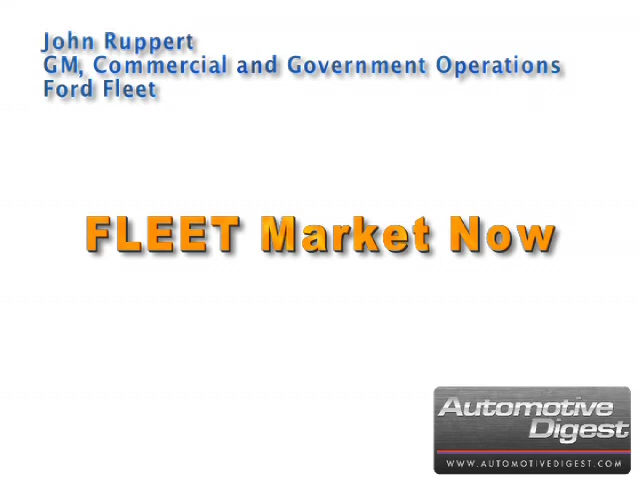 John Ruppert
GM, Commercial and Government Operations
Ford Fleet
FLEET Market Now
Automotive
Digest
WWW.AUTOMOTIVEDIGEST.COM